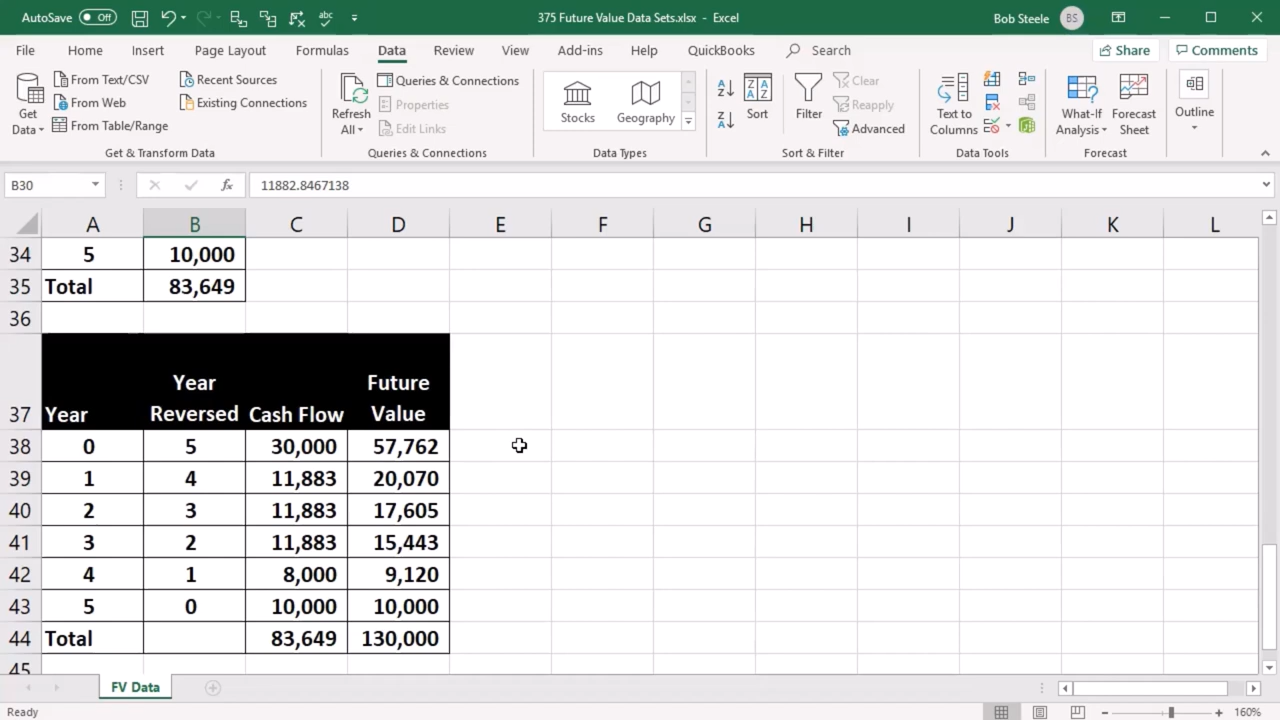 AutoSave Off abc 375 Future Value Data Sets.xlsx - Excel Bob Steele BS
File Home Insert Page Layout Formulas Data Review View Add-ins Help QuickBooks Search Share Comments
Get Data From Text/CSV From Web From Table/Range Recent Sources Existing Connections
Refresh All Queries & Connections Properties Edit Links
Stocks Geography
Sort Filter Clear Reapply Advanced
Text to Columns
What-If Analysis Forecast Sheet
Outline
Get & Transform Data Queries & Connections Data Types Sort & Filter Data Tools Forecast
B30 fx 11882.8467138
A B C D E F G H I J K L
34 5 10,000
35 Total 83,649
36
37 Year Year Reversed Cash Flow Future Value
38 0 5 30,000 57,762
39 1 4 11,883 20,070
40 2 3 11,883 17,605
41 3 2 11,883 15,443
42 4 1 8,000 9,120
43 5 0 10,000 10,000
44 Total 83,649 130,000
45
FV Data
Ready 160%